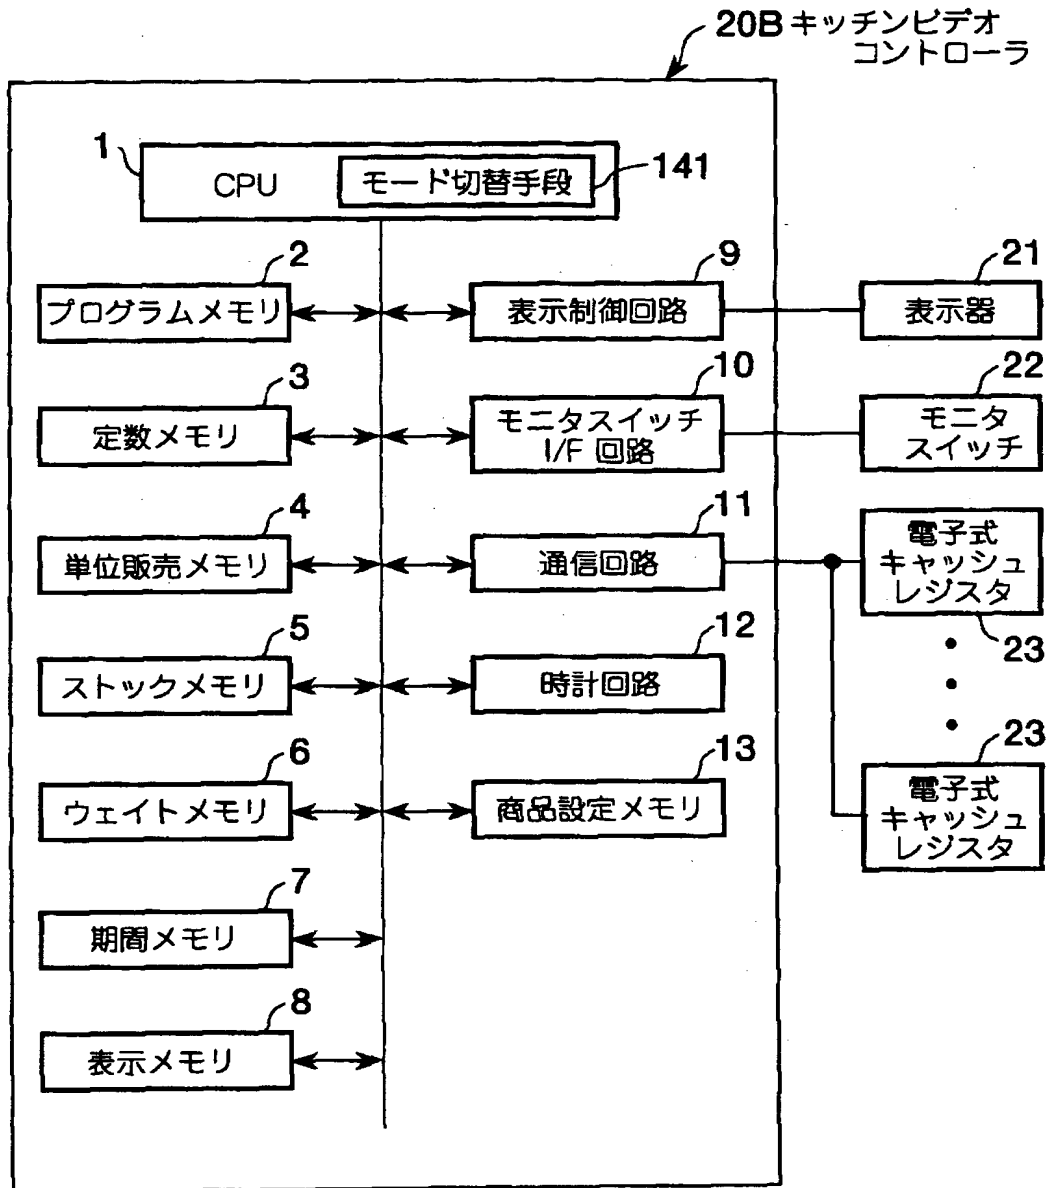 20B キッチンビデオ
コントローラ
1
CPU
モード切替手段
141
2
プログラムメモリ
9
表示制御回路
21
表示器
3
定数メモリ
10
モニタスイッチ
I/F 回路
22
モニタ
スイッチ
4
単位販売メモリ
11
通信回路
電子式
キャッシュ
レジスタ
23
5
ストックメモリ
12
時計回路
6
ウェイトメモリ
13
商品設定メモリ
23
電子式
キャッシュ
レジスタ
7
期間メモリ
8
表示メモリ